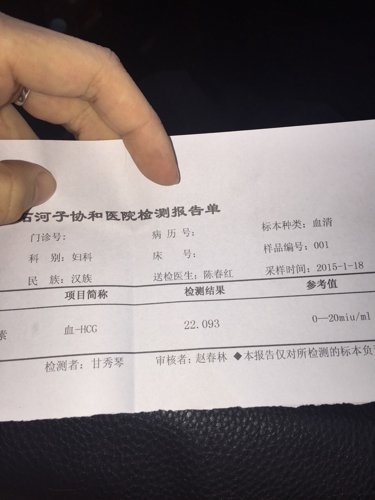 石河子协和医院检测报告单
门诊号: 病 历 号: 标本种类: 血清
科 别: 妇科 床 号: 样品编号: 001
民 族: 汉族 送检医生: 陈春红 采样时间: 2015-1-18
项目简称 检测结果 参考值
素 血-HCG 22.093 0—20miu/ml
检测者: 甘秀琴 审核者: 赵春林 ◆本报告仅对所检测的标本负